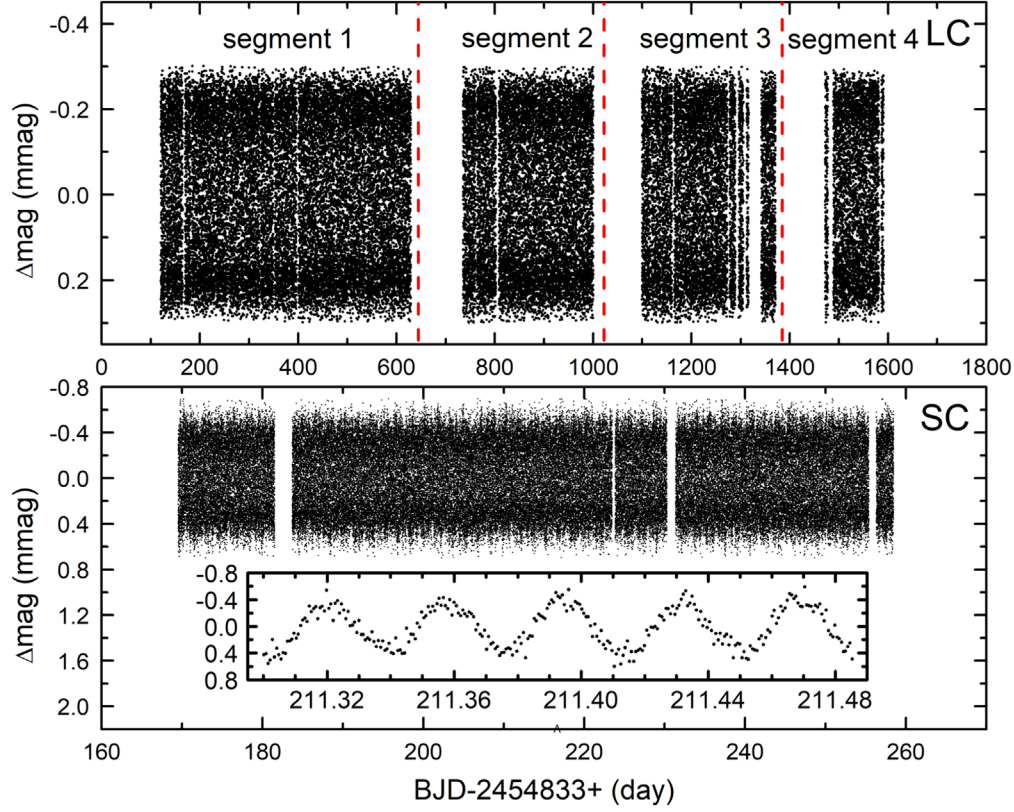 -0.4
-0.2
0.0
0.2
Δmag (mmag)
segment 1
segment 2
segment 3
segment 4
LC
0 200 400 600 800 1000 1200 1400 1600 1800
-0.8
-0.4
0.0
0.4
0.8
1.2
1.6
2.0
Δmag (mmag)
SC
-0.8
-0.4
0.0
0.4
0.8
211.32 211.36 211.40 211.44 211.48
160 180 200 220 240 260
BJD-2454833+ (day)